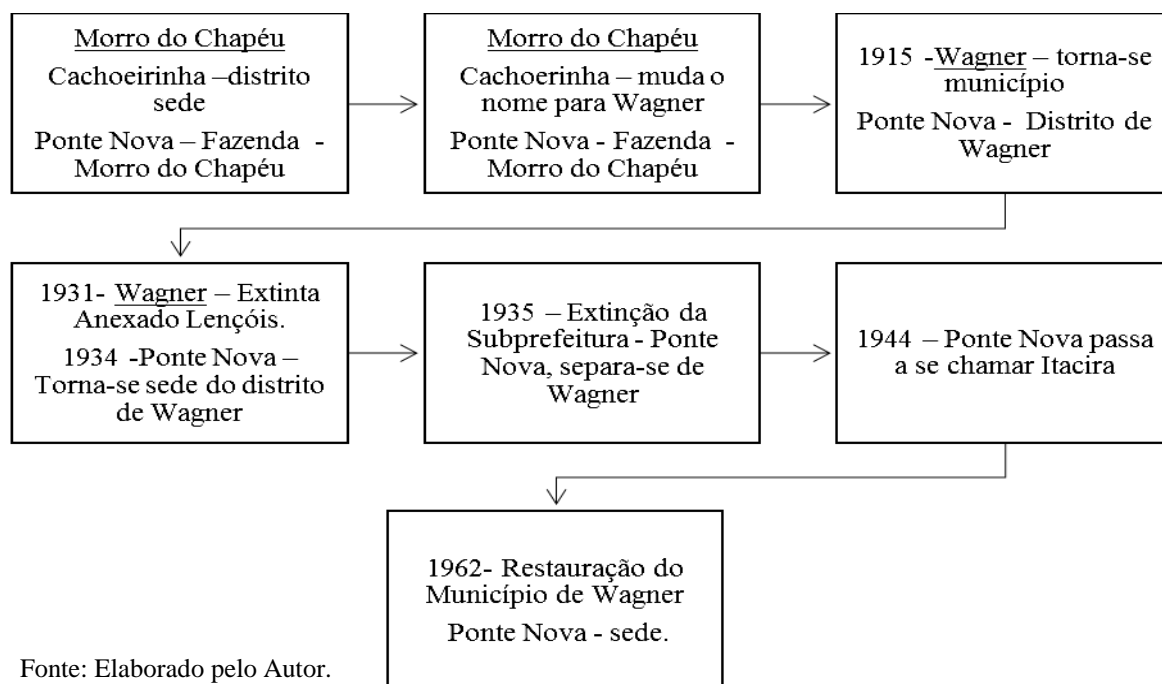 Morro do Chapéu
Cachoeirinha –distrito
sede
Ponte Nova – Fazenda -
Morro do Chapéu
Morro do Chapéu
Cachoerinha – muda o
nome para Wagner
Ponte Nova - Fazenda -
Morro do Chapéu
1915 -Wagner – torna-se
município
Ponte Nova - Distrito de
Wagner
1931- Wagner – Extinta
Anexado Lençóis.
1934 -Ponte Nova –
Torna-se sede do distrito
de Wagner
1935 – Extinção da
Subprefeitura - Ponte
Nova, separa-se de
Wagner
1944 – Ponte Nova passa
a se chamar Itacira
1962- Restauração do
Município de Wagner
Ponte Nova - sede.
Fonte: Elaborado pelo Autor.